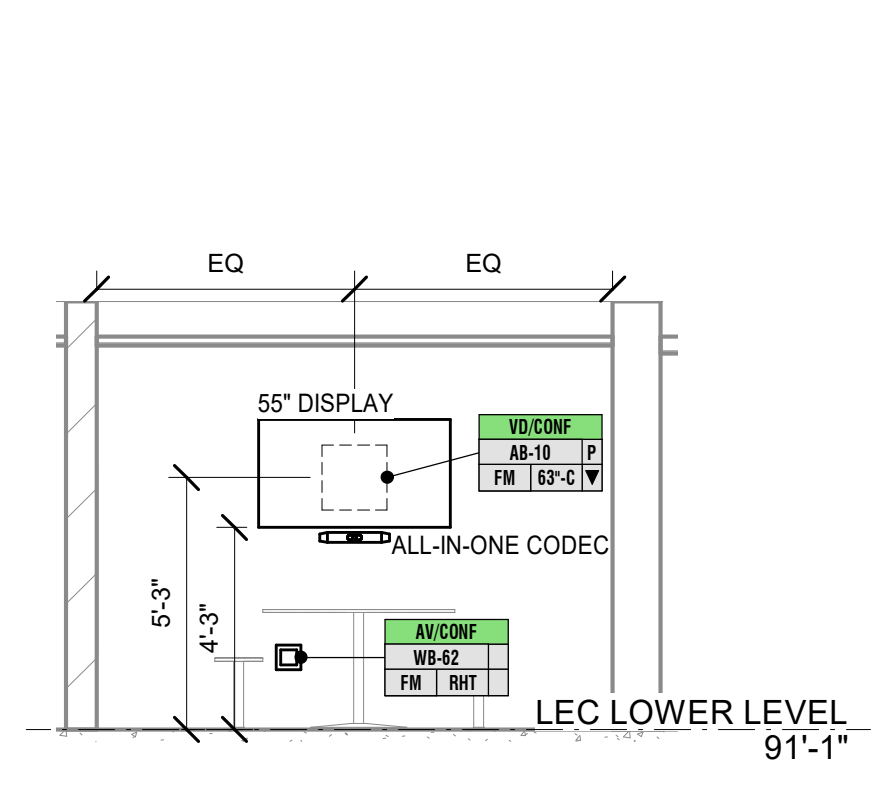 EQ EQ
55" DISPLAY
VD/CONF
AB-10 P
FM 63"-C ▼
ALL-IN-ONE CODEC
5'-3"
4'-3"
AV/CONF
WB-62
FM RHT
LEC LOWER LEVEL
91'-1"